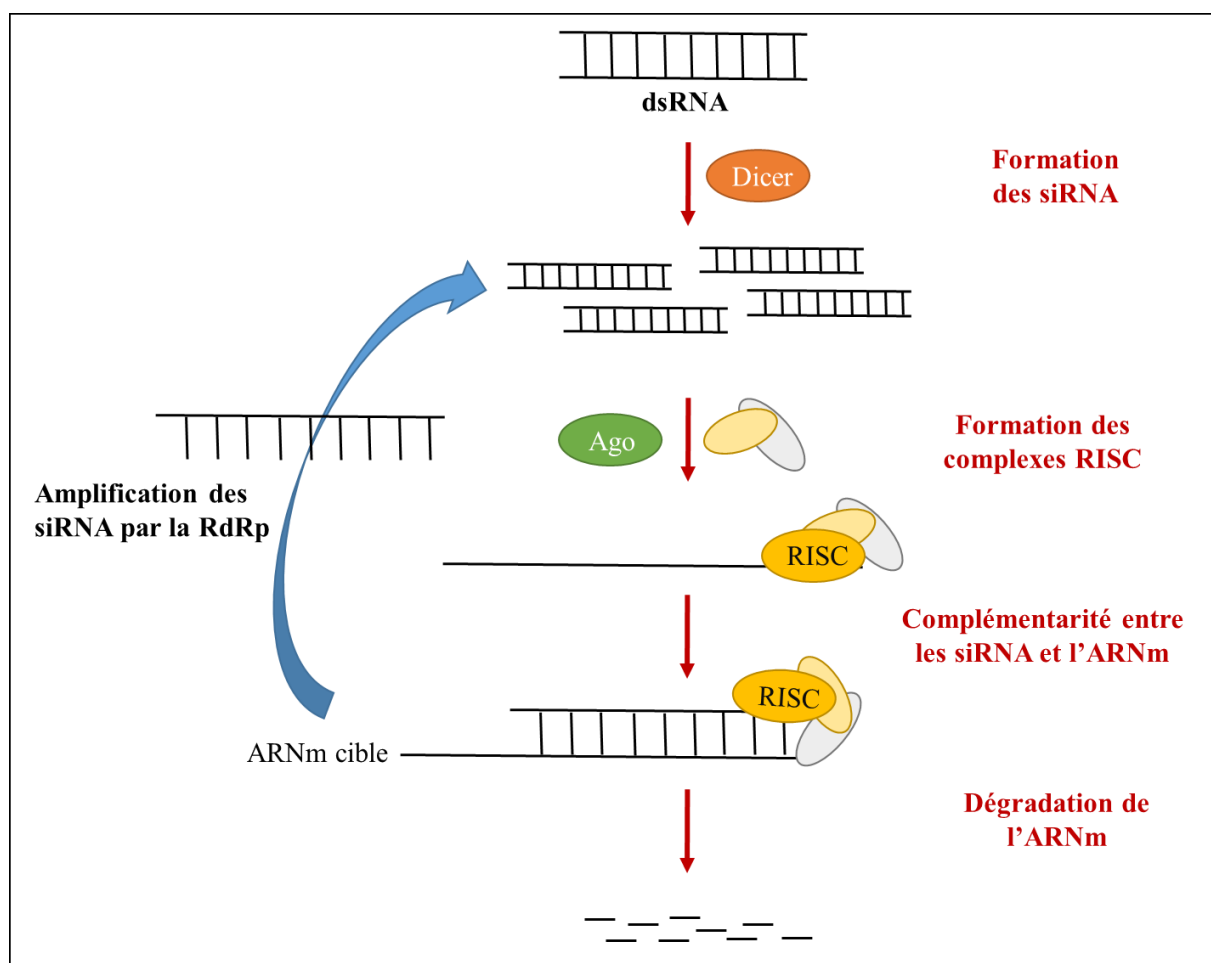 dsRNA
Dicer
Formation
des siRNA
Ago
Formation des
complexes RISC
Amplification des
siRNA par la RdRp
RISC
Complémentarité entre
les siRNA et l’ARNm
RISC
ARNm cible
Dégradation de
l’ARNm